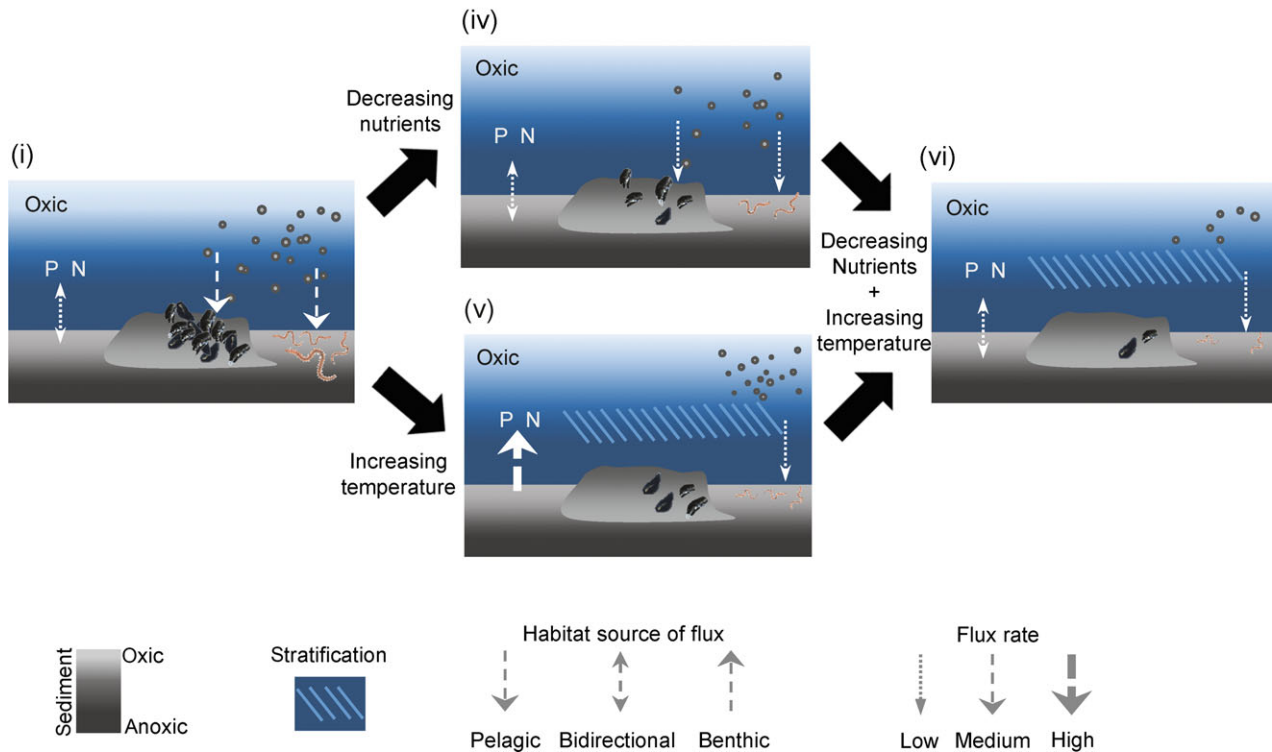 (iv)
Oxic
Decreasing
nutrients
P N
(i)
Oxic
P N
(vi)
Oxic
P N
Decreasing
Nutrients
+
Increasing
temperature
(v)
Oxic
P N
Increasing
temperature
Sediment
Oxic
Anoxic
Stratification
Habitat source of flux
Pelagic Bidirectional Benthic
Flux rate
Low Medium High